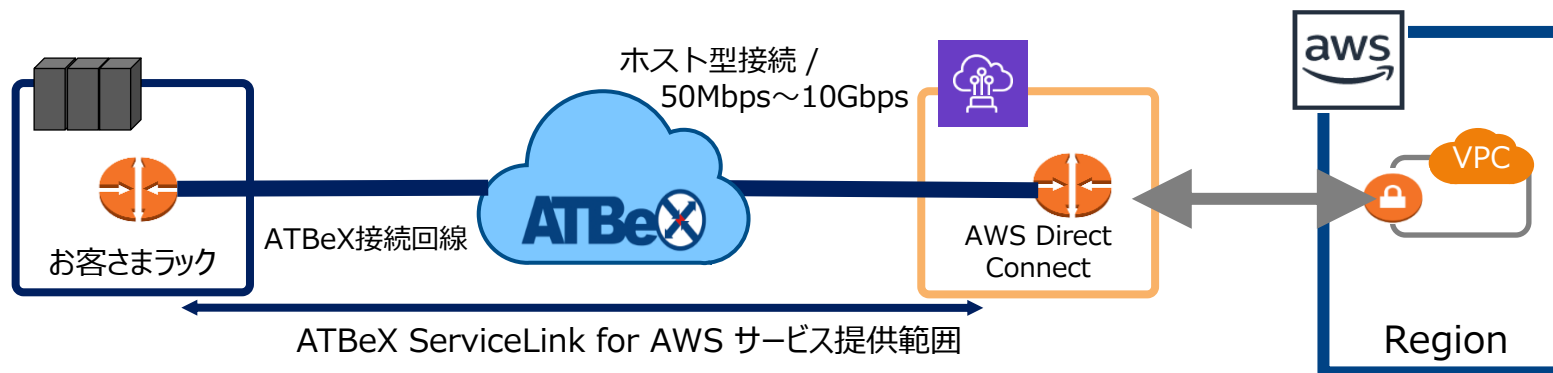 ホスト型接続 /
50Mbps～10Gbps
aws
VPC
ATBeX
ATBeX接続回線
お客さまラック
AWS Direct
Connect
ATBeX ServiceLink for AWS サービス提供範囲
Region